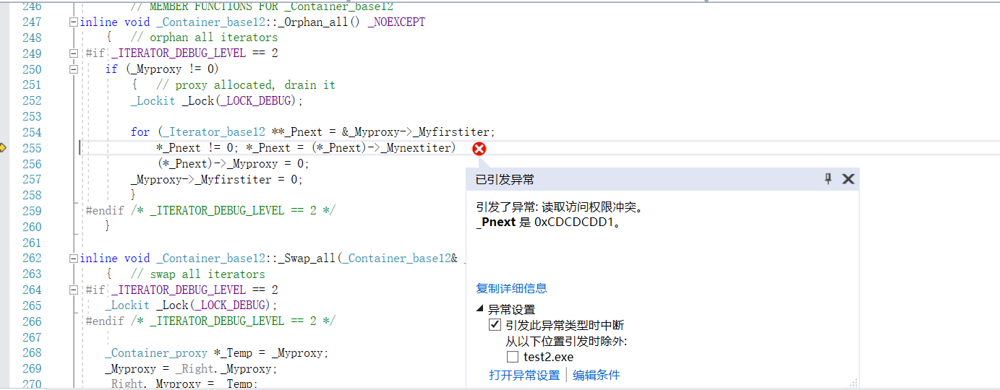 246 // MEMBER FUNCTIONS FOR _Container_base12
247 inline void _Container_base12::_Orphan_all() _NOEXCEPT
248 { // orphan all iterators
249 #if _ITERATOR_DEBUG_LEVEL == 2
250 if (_Myproxy != 0)
251 { // proxy allocated, drain it
252 _Lockit _Lock(_LOCK_DEBUG);
253
254 for (_Iterator_base12 **_Pnext = &_Myproxy->_Myfirstiter;
255 *_Pnext != 0; *_Pnext = (*_Pnext)->_Mynextiter)
256 (*_Pnext)->_Myproxy = 0;
257 _Myproxy->_Myfirstiter = 0;
258 }
259 #endif /* _ITERATOR_DEBUG_LEVEL == 2 */
260 }
261
262 inline void _Container_base12::_Swap_all(_Container_base12& _
263 { // swap all iterators
264 #if _ITERATOR_DEBUG_LEVEL == 2
265 _Lockit _Lock(_LOCK_DEBUG);
266 #endif /* _ITERATOR_DEBUG_LEVEL == 2 */
267
268 _Container_proxy *_Temp = _Myproxy;
269 _Myproxy = _Right._Myproxy;
270 _Right._Myproxy = _Temp;
已引发异常
引发了异常: 读取访问权限冲突。
_Pnext 是 0xCDCDCDD1。
复制详细信息
异常设置
引发此异常类型时中断
从以下位置引发时除外:
test2.exe
打开异常设置 | 编辑条件